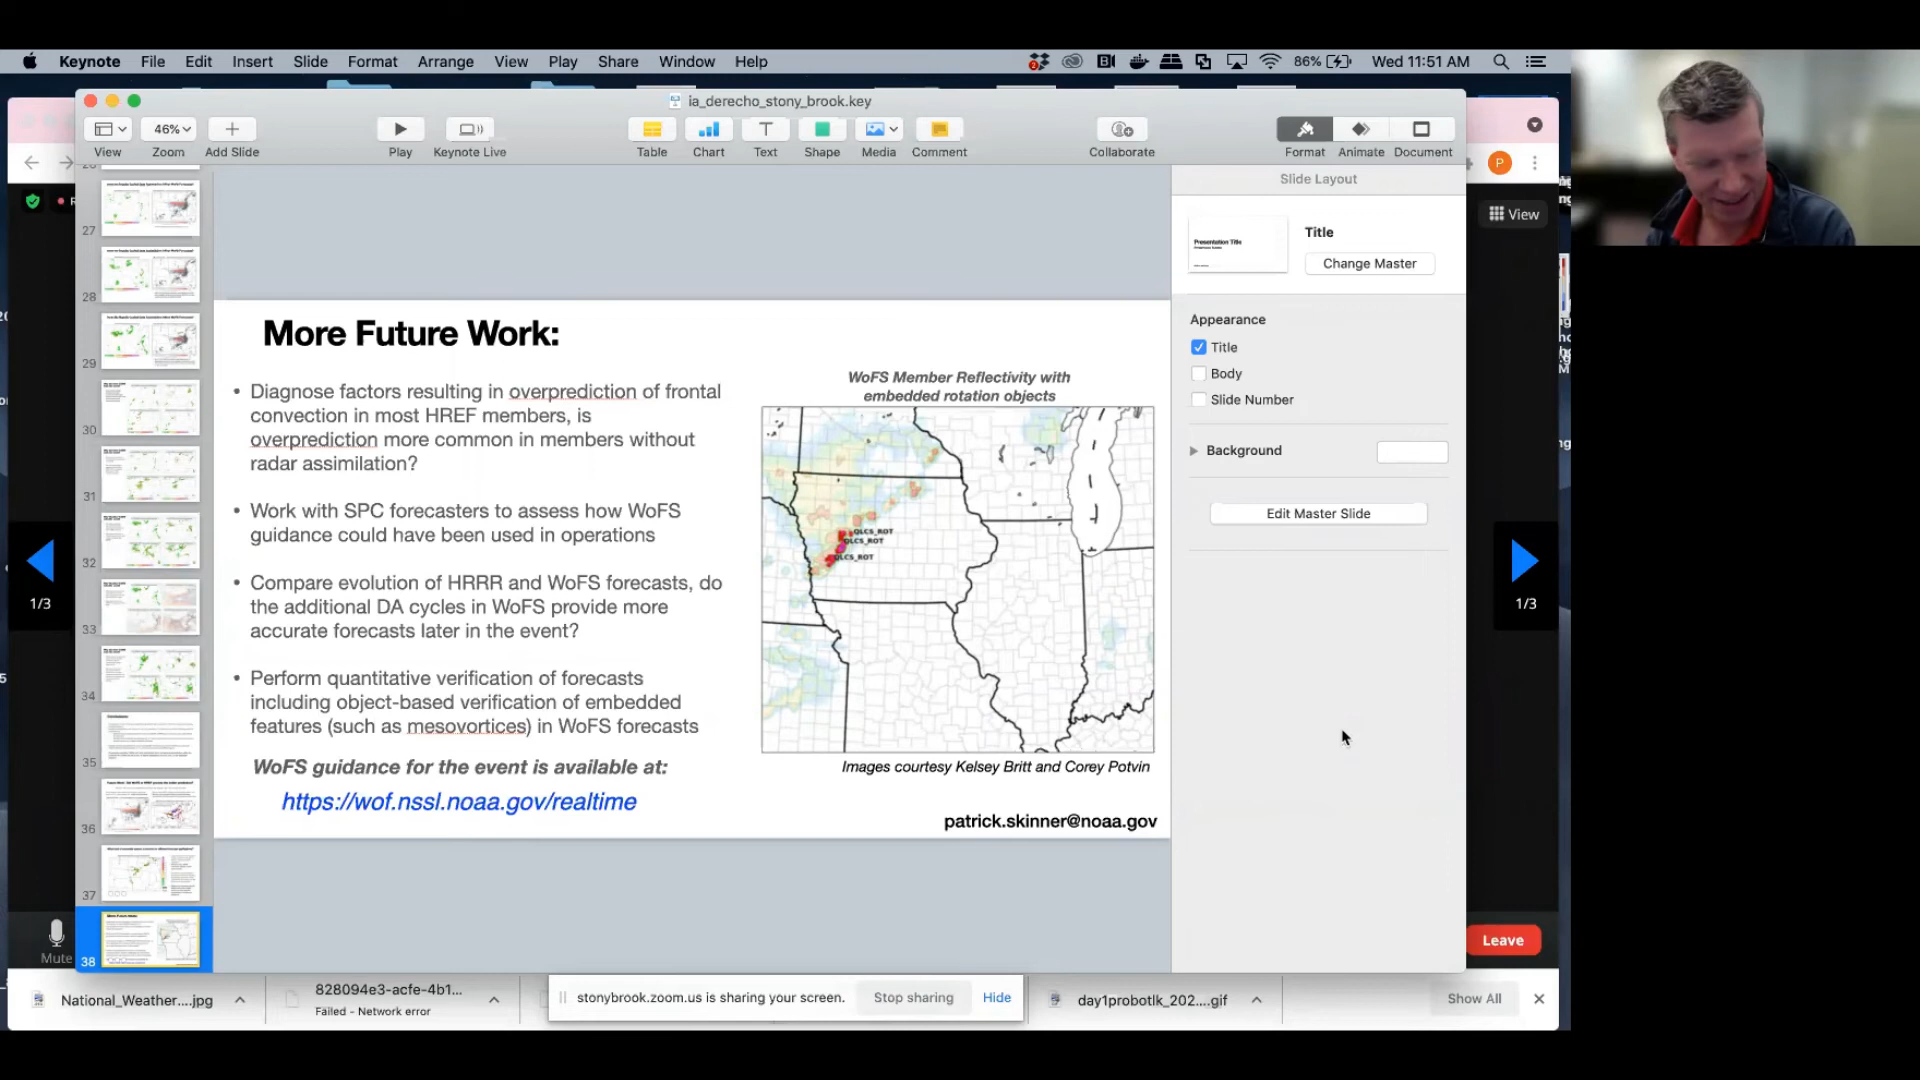 Keynote File Edit Insert Slide Format Arrange View Play Share Window Help
2
86%
Wed 11:51 AM
ia_derecho_stony_brook.key
46%
View Zoom Add Slide
Play Keynote Live
Table Chart Text Shape Media Comment
Collaborate
Format Animate Document
P
View
Slide Layout
Presentation Title
Title
Change Master
Appearance
Title
Body
Slide Number
Background
Edit Master Slide
27
28
29
30
31
32
33
34
35
36
37
38
1/3
1/3
More Future Work:
• Diagnose factors resulting in overprediction of frontal
convection in most HREF members, is
overprediction more common in members without
radar assimilation?
• Work with SPC forecasters to assess how WoFS
guidance could have been used in operations
• Compare evolution of HRRR and WoFS forecasts, do
the additional DA cycles in WoFS provide more
accurate forecasts later in the event?
• Perform quantitative verification of forecasts
including object-based verification of embedded
features (such as mesovortices) in WoFS forecasts
WoFS guidance for the event is available at:
https://wof.nssl.noaa.gov/realtime
WoFS Member Reflectivity with
embedded rotation objects
QLCS_ROT
QLCS_ROT
QLCS_ROT
Images courtesy Kelsey Britt and Corey Potvin
patrick.skinner@noaa.gov
Mute
Leave
National_Weather....jpg
828094e3-acfe-4b1...
Failed - Network error
stonybrook.zoom.us is sharing your screen.
Stop sharing
Hide
day1probotlk_202....gif
Show All